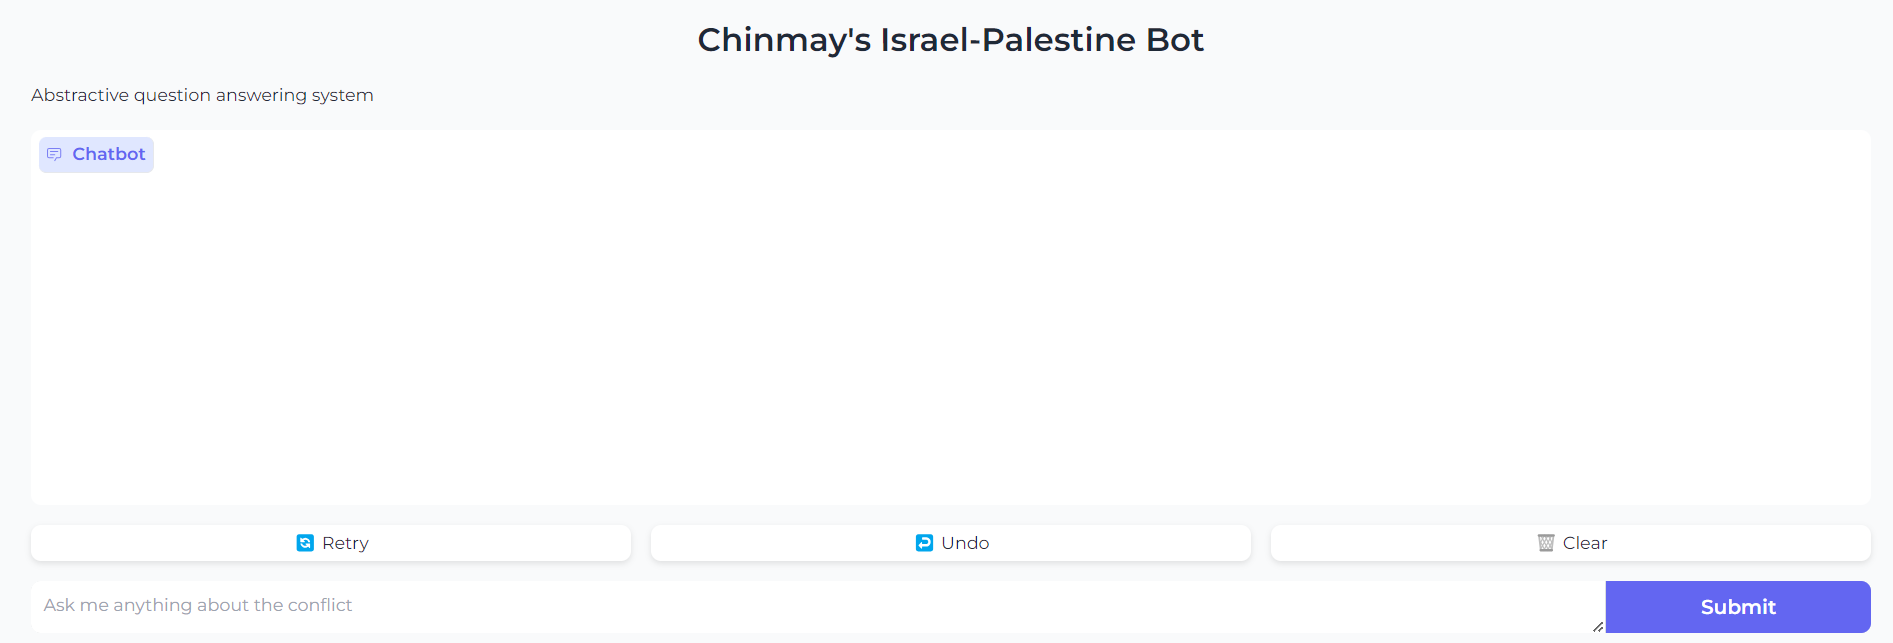 Chinmay's Israel-Palestine Bot
Abstractive question answering system
Chatbot
Retry
Undo
Clear
Ask me anything about the conflict
Submit